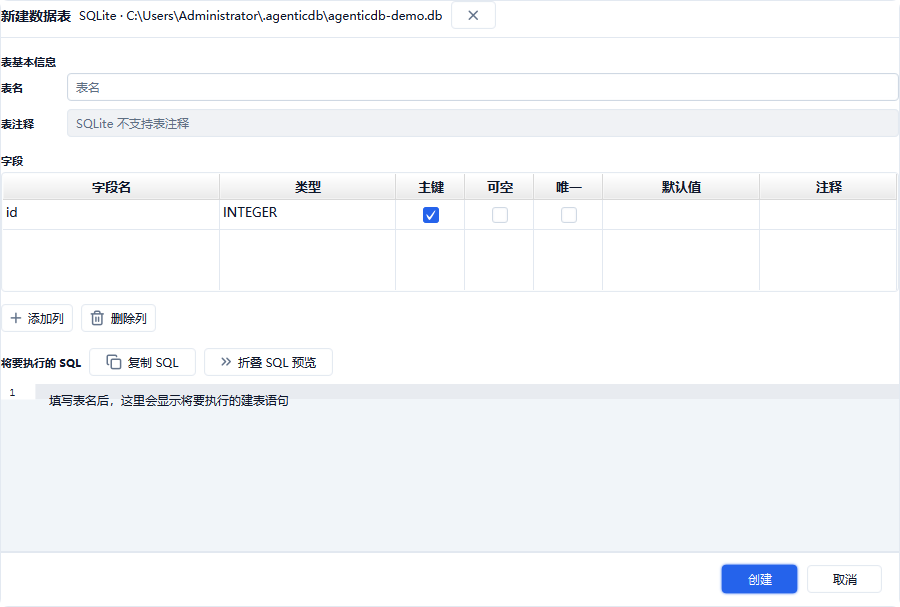 新建数据表 SQLite · C:\Users\Administrator\.agenticdb\agenticdb-demo.db
表基本信息
表名 表名
表注释 SQLite 不支持表注释
字段
字段名 类型 主键 可空 唯一 默认值 注释
id INTEGER
添加列 删除列
将要执行的 SQL 复制 SQL 折叠 SQL 预览
1 填写表名后，这里会显示将要执行的建表语句
创建 取消